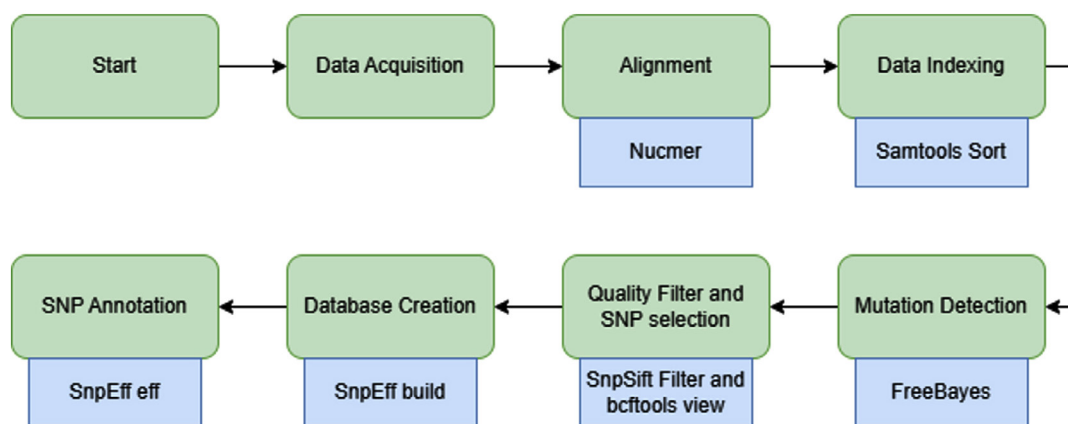 Start
Data Acquisition
Alignment
Nucmer
Data Indexing
Samtools Sort
Mutation Detection
FreeBayes
Quality Filter and
SNP selection
SnpSift Filter and
bcftools view
Database Creation
SnpEff build
SNP Annotation
SnpEff eff